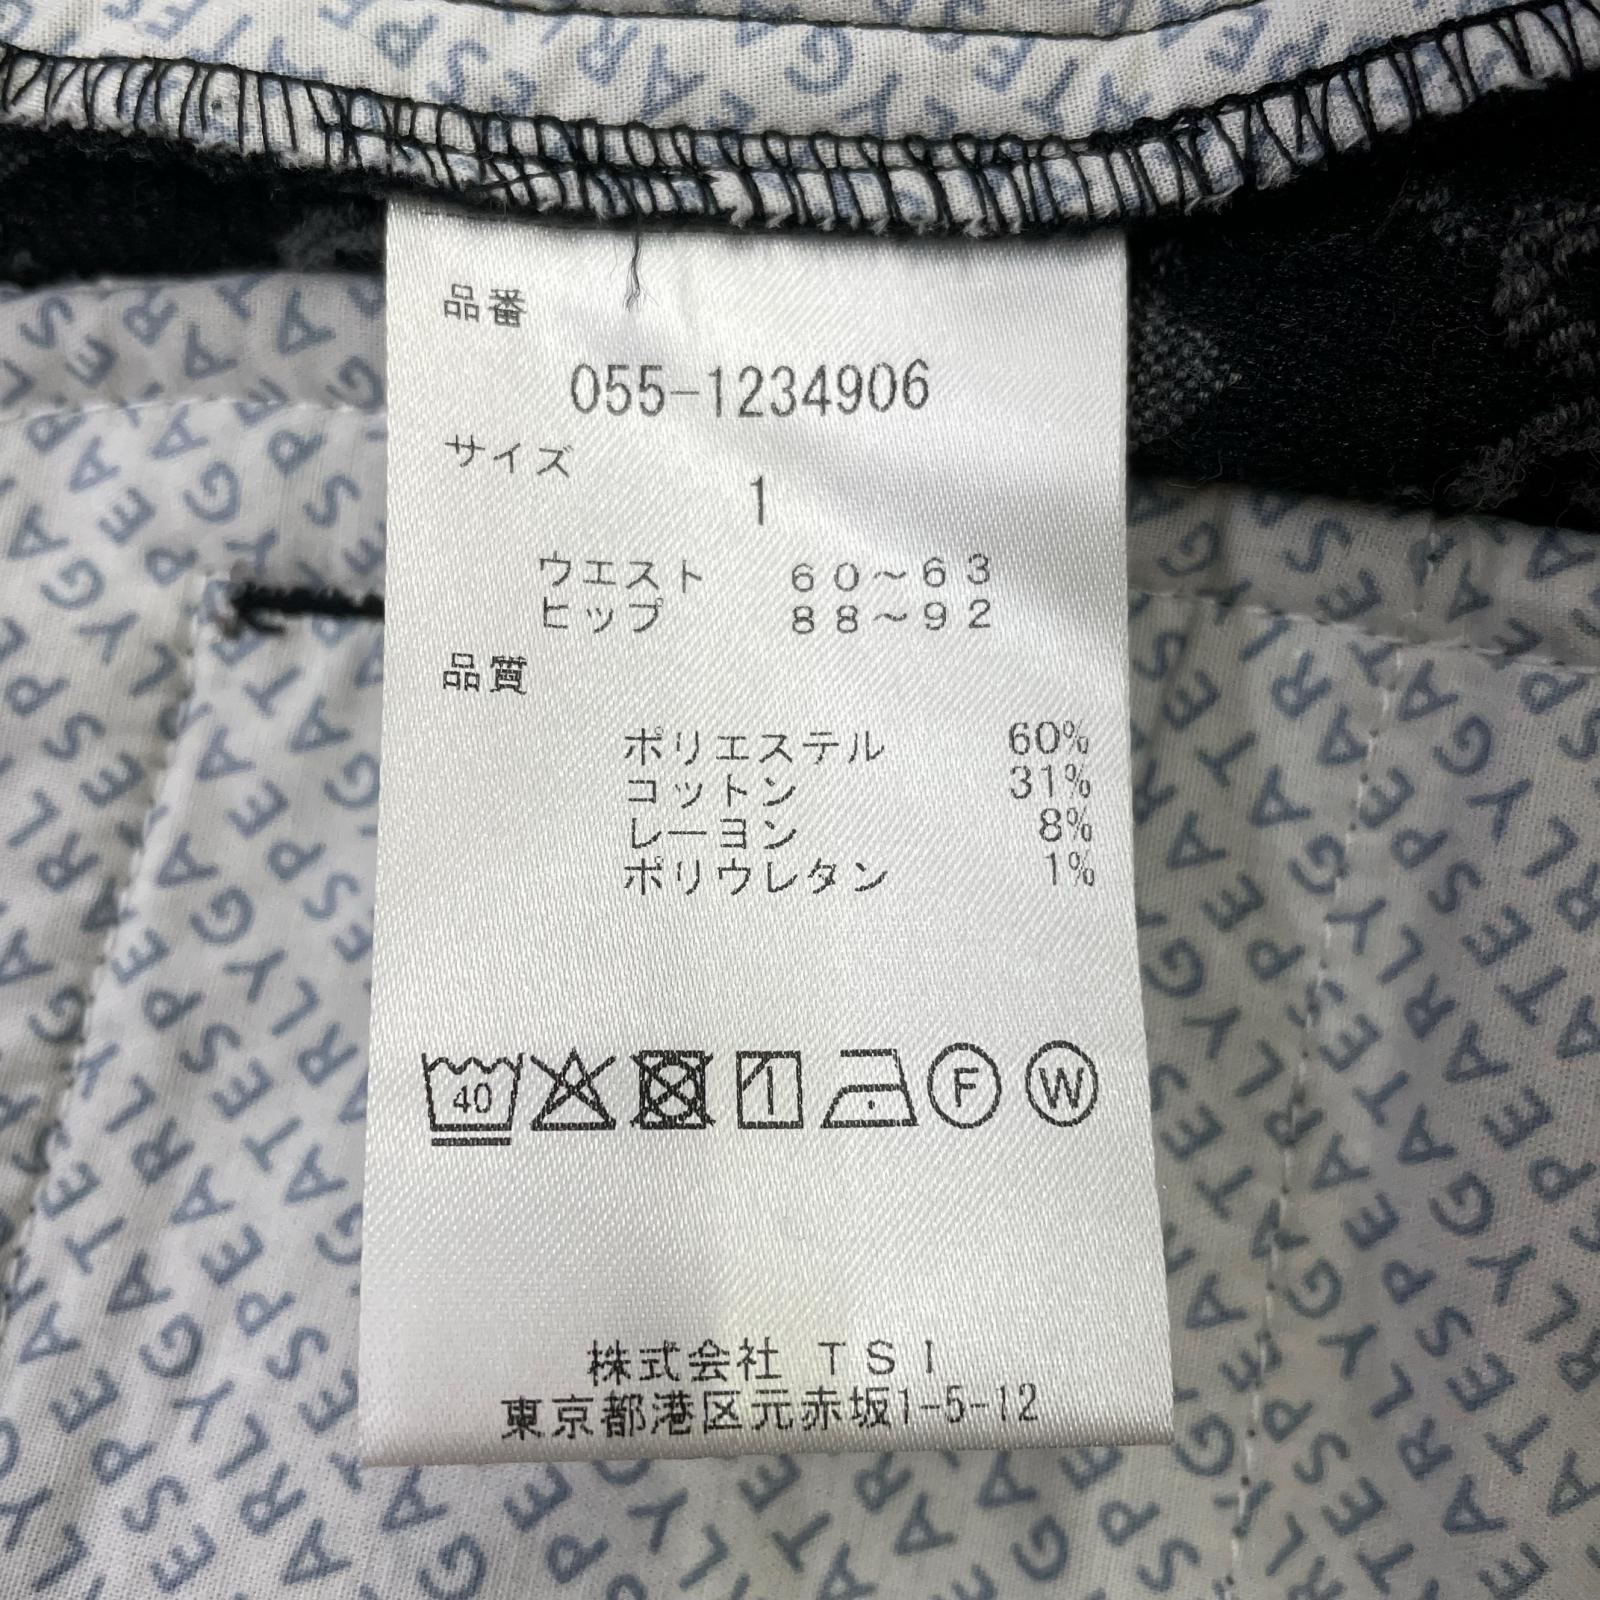 品番
055-1234906
サイズ
1
ウエスト 60～63
ヒップ 88～92
品質
ポリエステル 60%
コットン 31%
レーヨン 8%
ポリウレタン 1%
40 F W
株式会社 TSI
東京都港区元赤坂1-5-12
PEARLYGATES